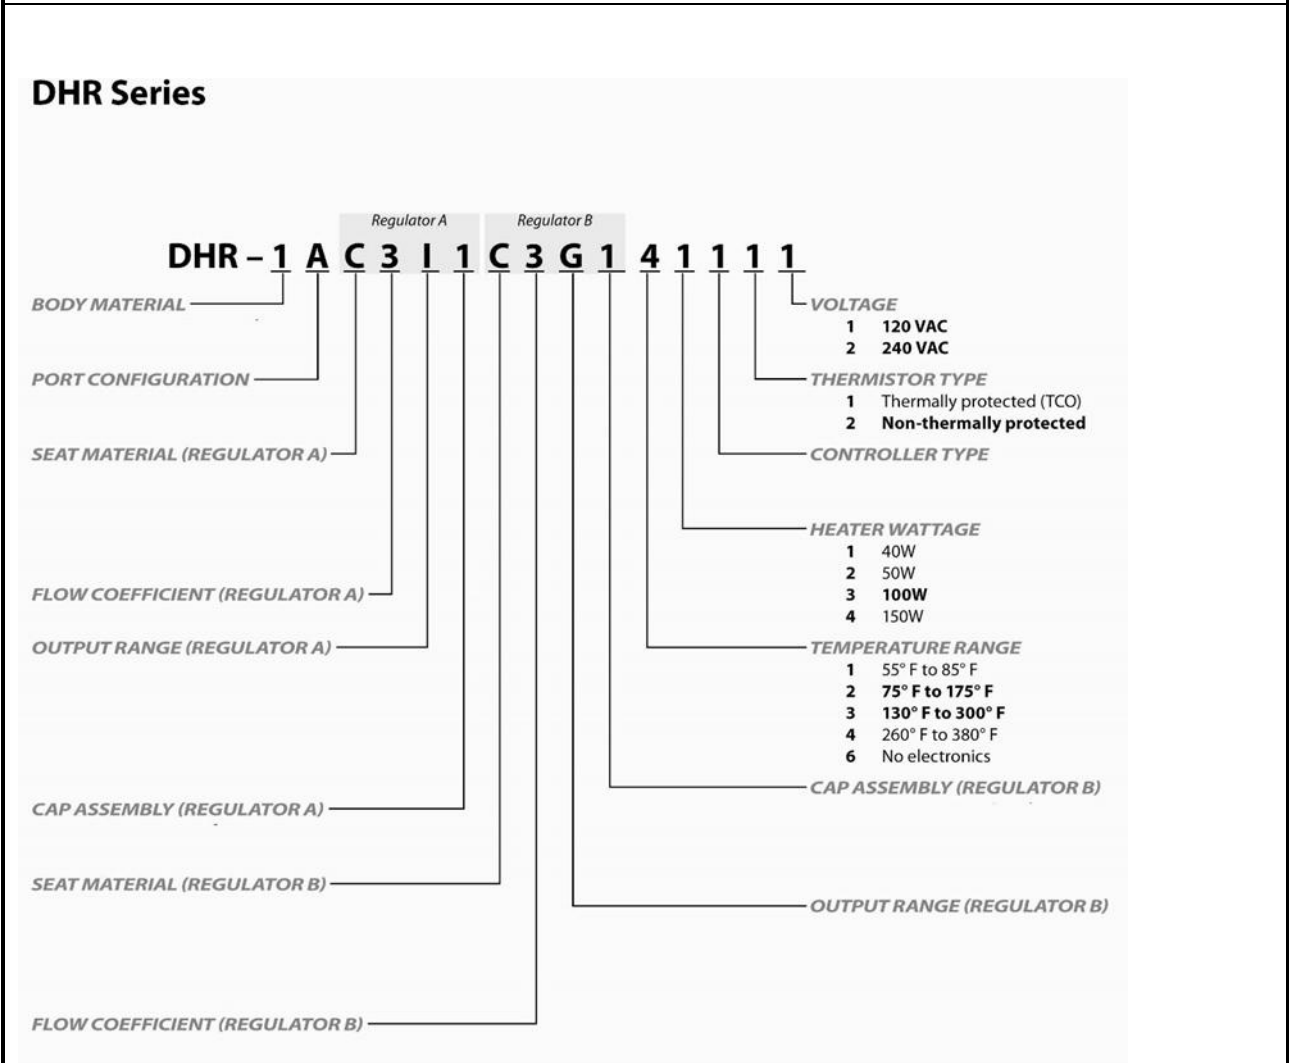 DHR Series
Regulator A Regulator B
DHR – 1 A C 3 I 1 C 3 G 1 4 1 1 1 1
BODY MATERIAL
PORT CONFIGURATION
SEAT MATERIAL (REGULATOR A)
FLOW COEFFICIENT (REGULATOR A)
OUTPUT RANGE (REGULATOR A)
CAP ASSEMBLY (REGULATOR A)
SEAT MATERIAL (REGULATOR B)
FLOW COEFFICIENT (REGULATOR B)
VOLTAGE
1 120 VAC
2 240 VAC
THERMISTOR TYPE
1 Thermally protected (TCO)
2 Non-thermally protected
CONTROLLER TYPE
HEATER WATTAGE
1 40W
2 50W
3 100W
4 150W
TEMPERATURE RANGE
1 55° F to 85° F
2 75° F to 175° F
3 130° F to 300° F
4 260° F to 380° F
6 No electronics
CAP ASSEMBLY (REGULATOR B)
OUTPUT RANGE (REGULATOR B)